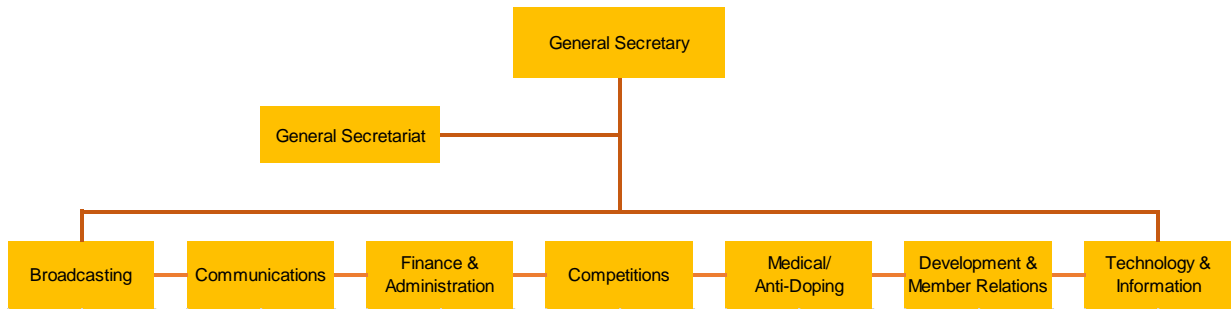 General Secretary
General Secretariat
Broadcasting
Communications
Finance &
Administration
Competitions
Medical/
Anti-Doping
Development &
Member Relations
Technology &
Information